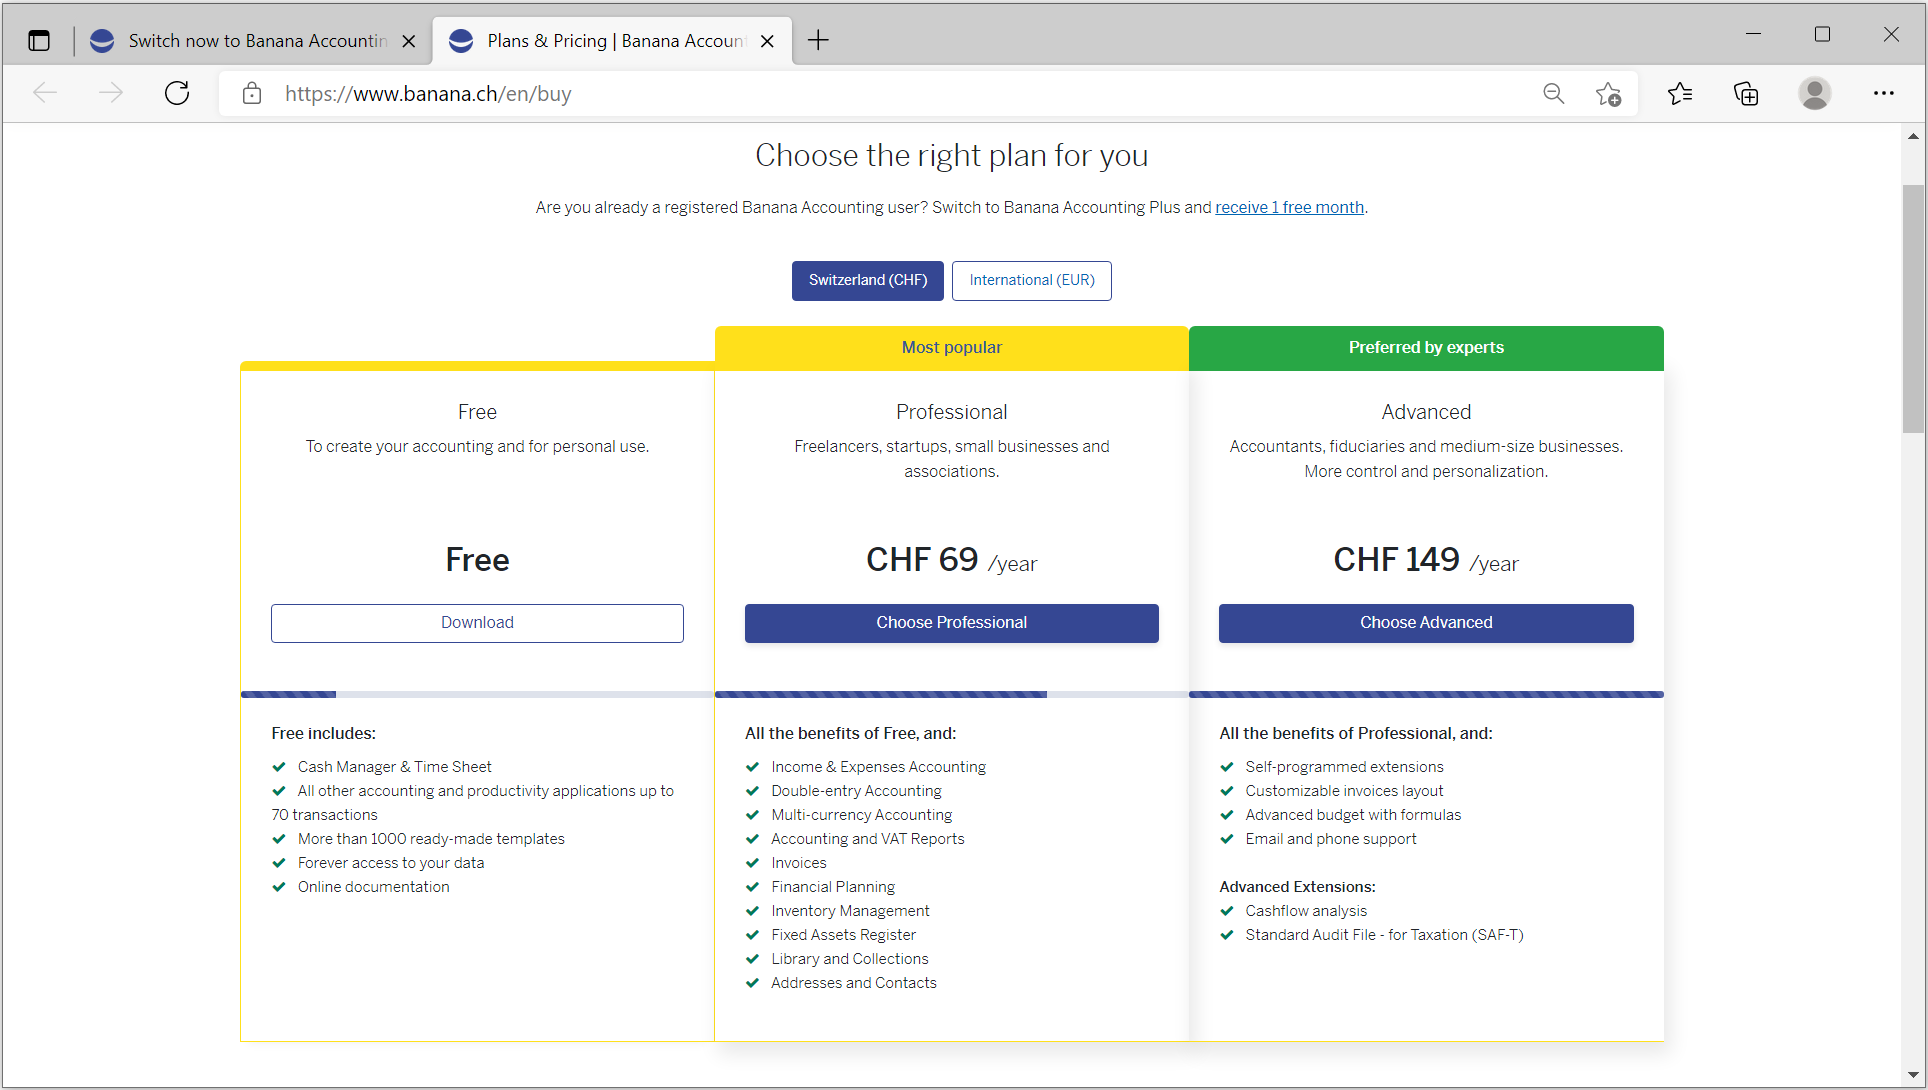 Switch now to Banana Accountin
Plans & Pricing | Banana Account
https://www.banana.ch/en/buy
Choose the right plan for you
Are you already a registered Banana Accounting user? Switch to Banana Accounting Plus and receive 1 free month.
Switzerland (CHF)
International (EUR)
Most popular
Preferred by experts
Free
To create your accounting and for personal use.
Free
Download
Professional
Freelancers, startups, small businesses and
associations.
CHF 69 /year
Choose Professional
Advanced
Accountants, fiduciaries and medium-size businesses.
More control and personalization.
CHF 149 /year
Choose Advanced
Free includes:
Cash Manager & Time Sheet
All other accounting and productivity applications up to
70 transactions
More than 1000 ready-made templates
Forever access to your data
Online documentation
All the benefits of Free, and:
Income & Expenses Accounting
Double-entry Accounting
Multi-currency Accounting
Accounting and VAT Reports
Invoices
Financial Planning
Inventory Management
Fixed Assets Register
Library and Collections
Addresses and Contacts
All the benefits of Professional, and:
Self-programmed extensions
Customizable invoices layout
Advanced budget with formulas
Email and phone support
Advanced Extensions:
Cashflow analysis
Standard Audit File - for Taxation (SAF-T)